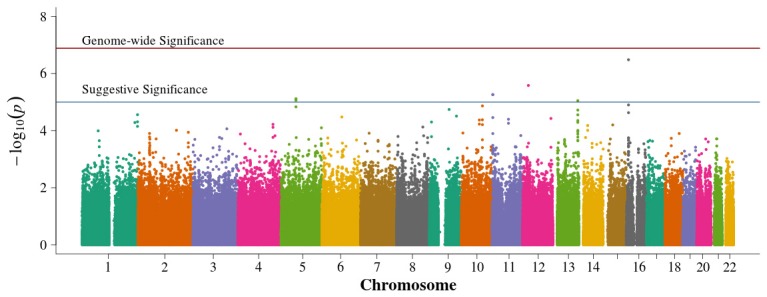 8
Genome-wide Significance
6
Suggestive Significance
4
2
0
−log10(p)
1 2 3 4 5 6 7 8 9 10 11 12 13 14 16 18 20 22
Chromosome